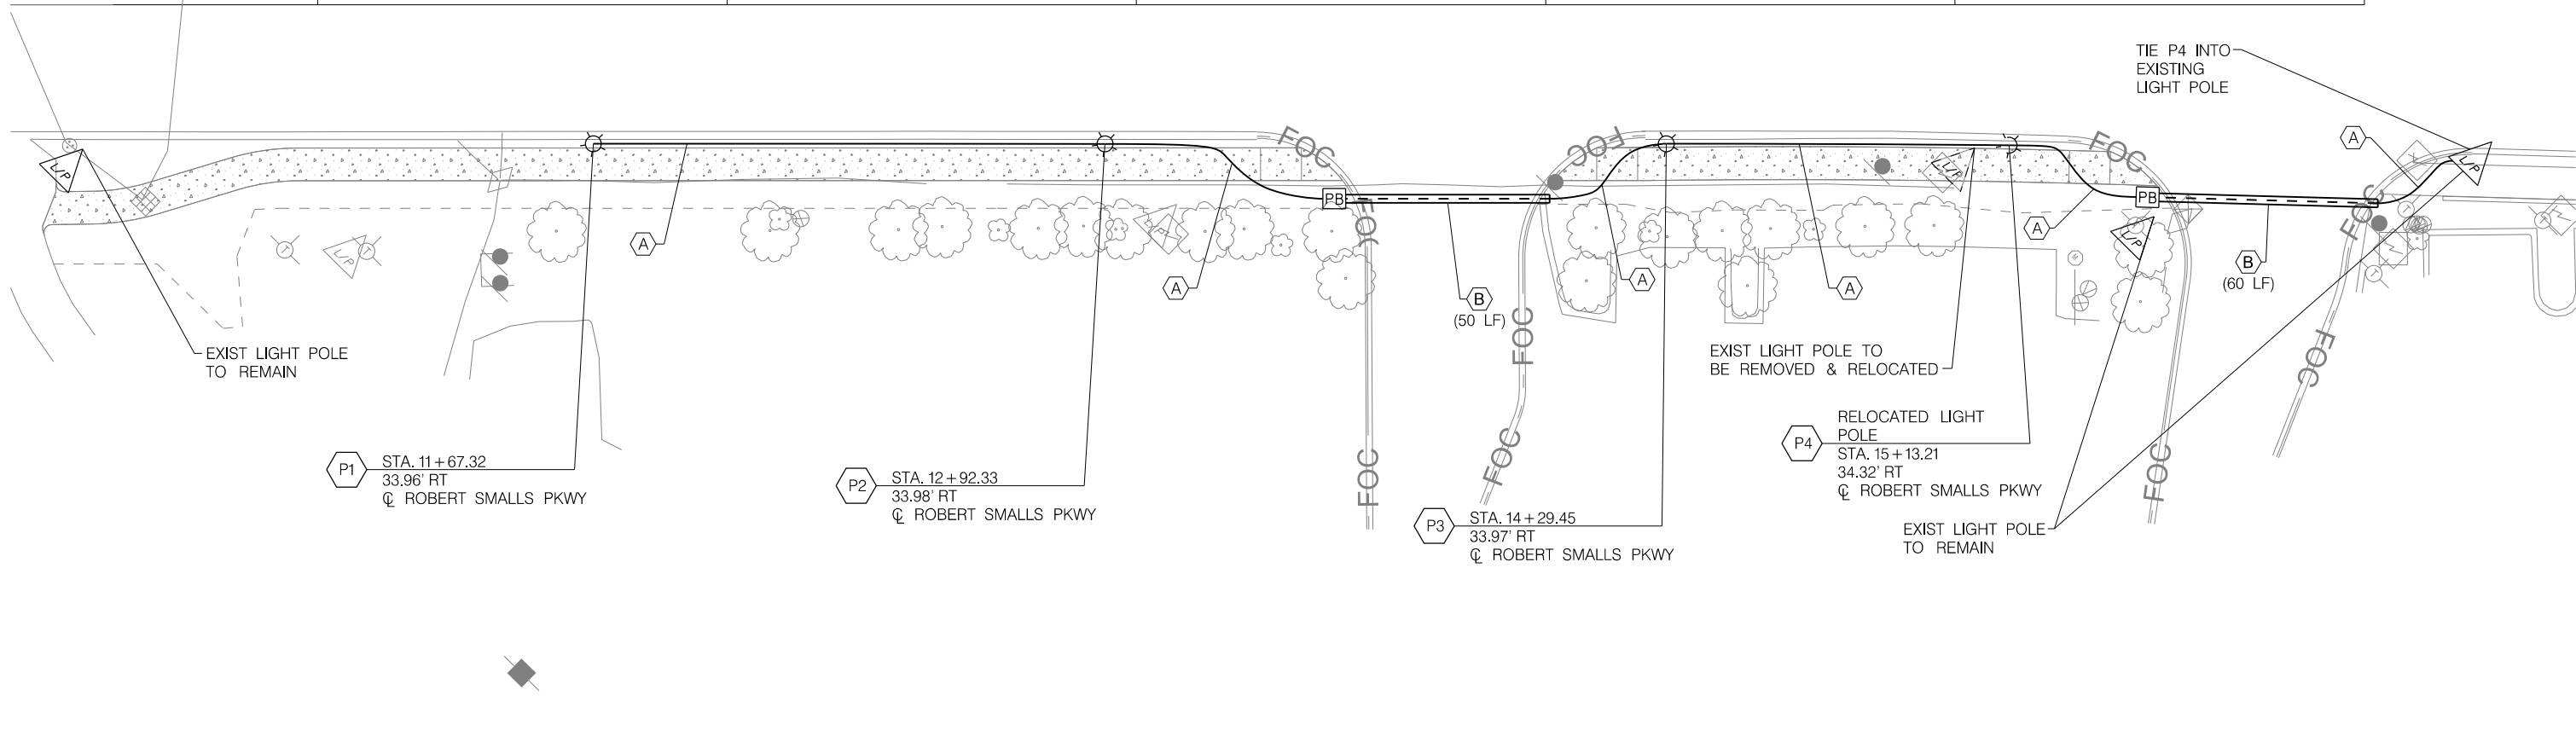 TIE P4 INTO
EXISTING
LIGHT POLE
A
FOC
FOC
FOC
L/P
L/P
L/P
PB
PB
FOC
FOC
A
A
A
A
A
B
(50 LF)
B
(60 LF)
L/P
L/P
L/P
FOC
FOC
EXIST LIGHT POLE
TO REMAIN
EXIST LIGHT POLE TO
BE REMOVED & RELOCATED
P1
STA. 11+67.32
33.96' RT
℄ ROBERT SMALLS PKWY
P2
STA. 12+92.33
33.98' RT
℄ ROBERT SMALLS PKWY
P3
STA. 14+29.45
33.97' RT
℄ ROBERT SMALLS PKWY
P4
RELOCATED LIGHT
POLE
STA. 15+13.21
34.32' RT
℄ ROBERT SMALLS PKWY
FOC
FOC
FOC
EXIST LIGHT POLE
TO REMAIN